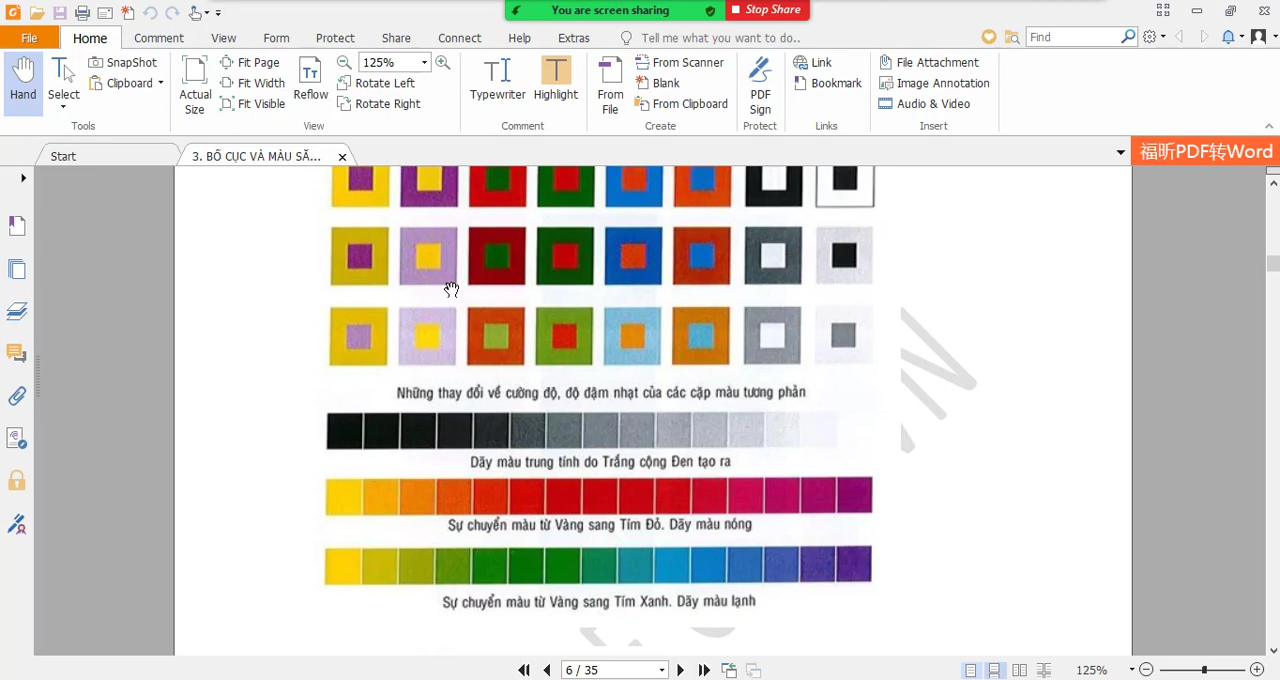 You are screen sharing
Stop Share
File
Home
Comment
View
Form
Protect
Share
Connect
Help
Extras
Tell me what you want to do..
Find
Hand
Select
SnapShot
Clipboard
Tools
Actual
Size
Fit Page
Fit Width
Fit Visible
Reflow
125%
Rotate Left
Rotate Right
View
Typewriter
Highlight
Comment
From
File
From Scanner
Blank
From Clipboard
Create
PDF
Sign
Protect
Link
Bookmark
Links
File Attachment
Image Annotation
Audio & Video
Insert
Start
3. BỐ CỤC VÀ MÀU SẮ...
福昕PDF转Word
Những thay đổi về cường độ, độ đậm nhạt của các cặp màu tương phản
Dãy màu trung tính do Trắng cộng Đen tạo ra
Sự chuyển màu từ Vàng sang Tím Đỏ. Dãy màu nóng
Sự chuyển màu từ Vàng sang Tím Xanh. Dãy màu lạnh
6 / 35
125%